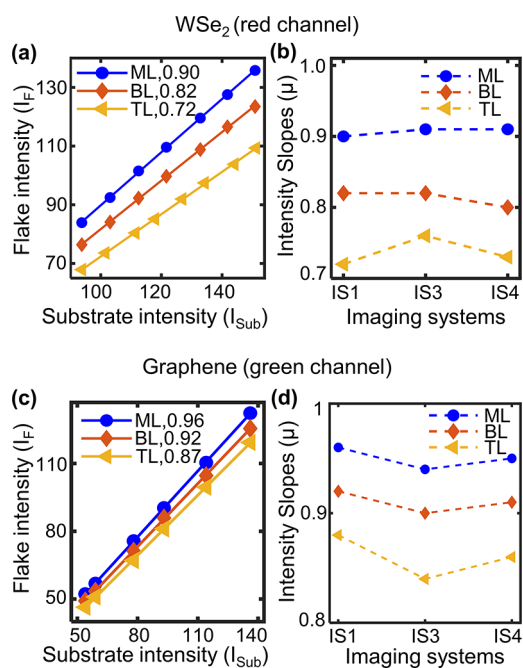 WSe₂ (red channel)
(a)
ML,0.90
BL,0.82
TL,0.72
Flake intensity (I_F)
130
110
90
70
100
120
140
Substrate intensity (I_Sub)
(b)
ML
BL
TL
Intensity Slopes (μ)
1.0
0.9
0.8
0.7
IS1
IS3
IS4
Imaging systems
Graphene (green channel)
(c)
ML,0.96
BL,0.92
TL,0.87
Flake intensity (I_F)
110
80
50
50
80
110
140
Substrate intensity (I_Sub)
(d)
ML
BL
TL
Intensity Slopes (μ)
1
0.9
0.8
IS1
IS3
IS4
Imaging systems